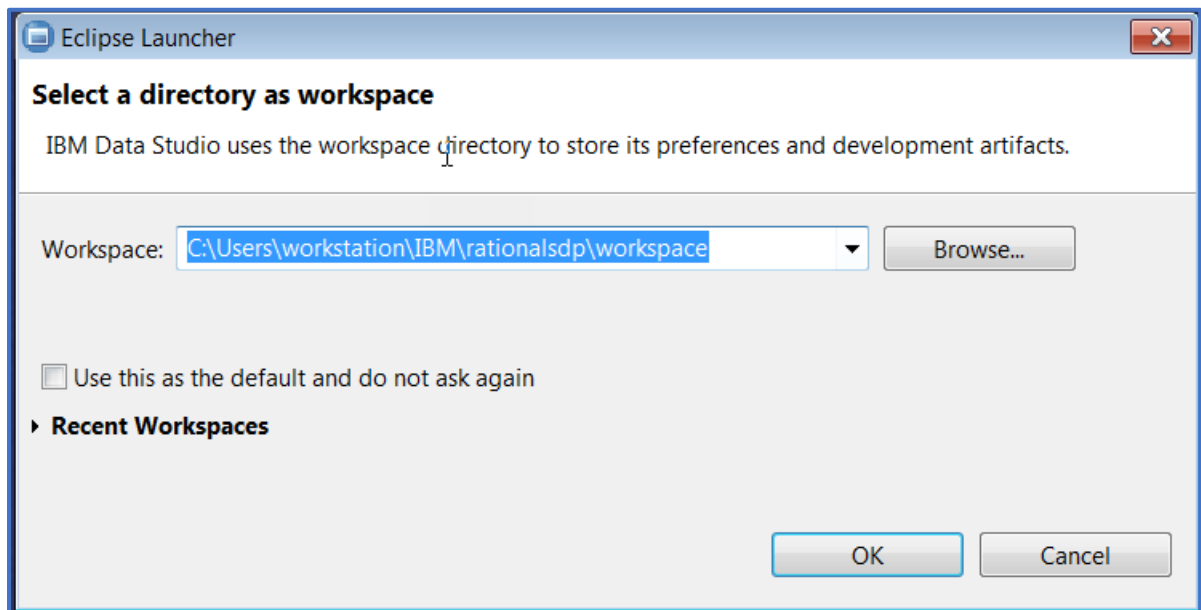 Eclipse Launcher
Select a directory as workspace
IBM Data Studio uses the workspace directory to store its preferences and development artifacts.
Workspace: C:\Users\workstation\IBM\rationalsdp\workspace Browse...
Use this as the default and do not ask again
Recent Workspaces
OK Cancel